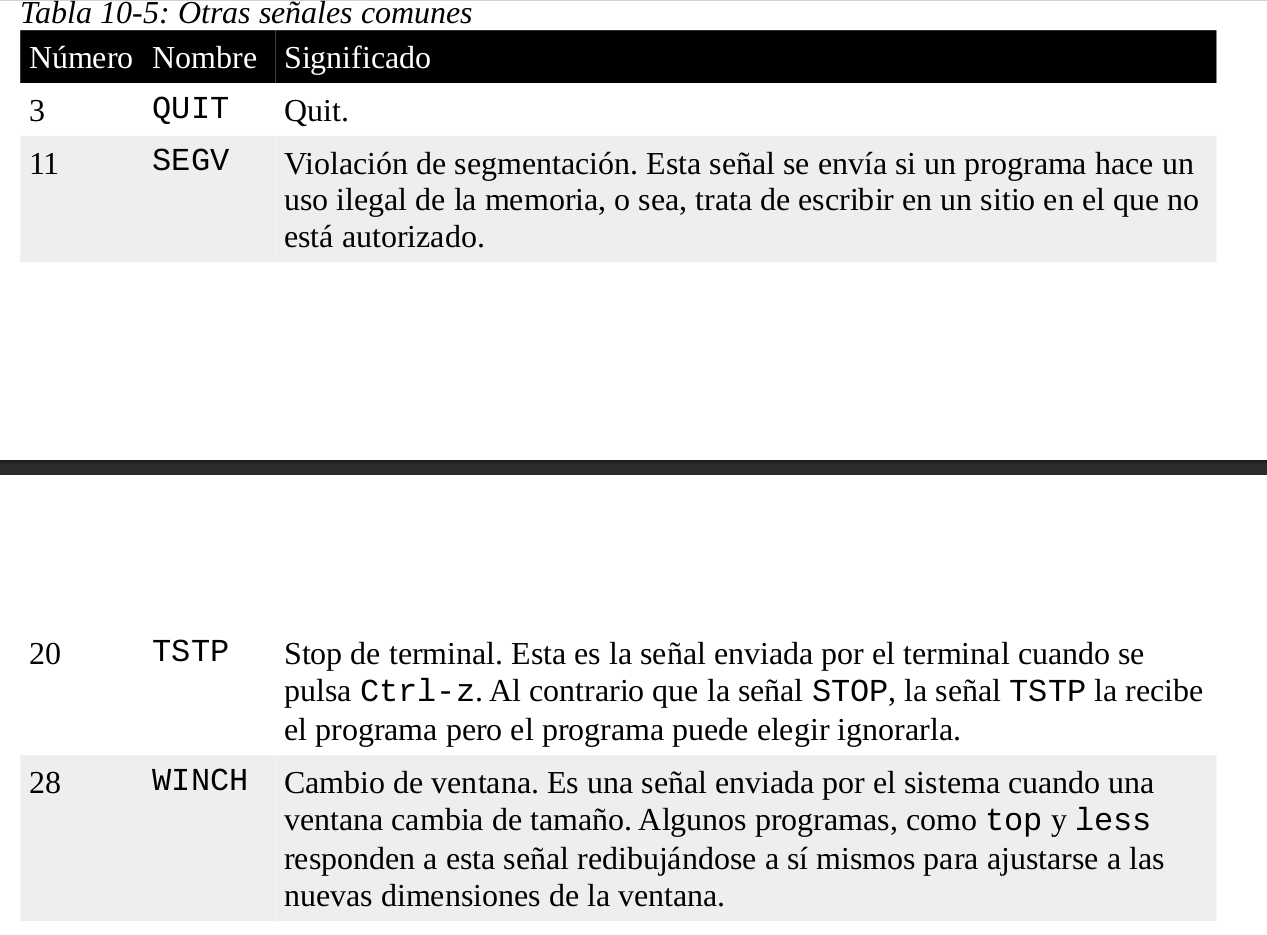 Tabla 10-5: Otras señales comunes
Número Nombre Significado
3 QUIT Quit.
11 SEGV Violación de segmentación. Esta señal se envía si un programa hace un
uso ilegal de la memoria, o sea, trata de escribir en un sitio en el que no
está autorizado.
20 TSTP Stop de terminal. Esta es la señal enviada por el terminal cuando se
pulsa Ctrl-z. Al contrario que la señal STOP, la señal TSTP la recibe
el programa pero el programa puede elegir ignorarla.
28 WINCH Cambio de ventana. Es una señal enviada por el sistema cuando una
ventana cambia de tamaño. Algunos programas, como top y less
responden a esta señal redibujándose a sí mismos para ajustarse a las
nuevas dimensiones de la ventana.